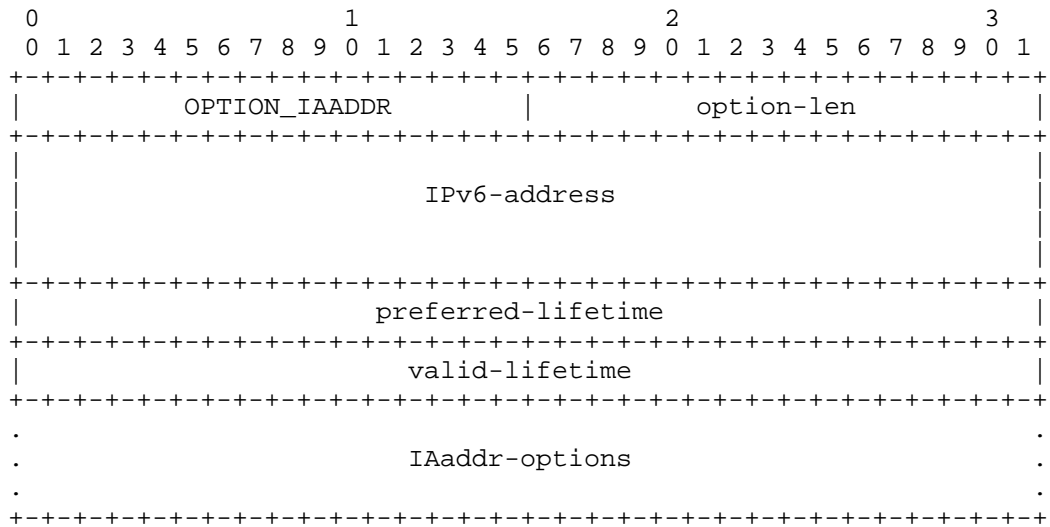 0                   1                   2                   3
 0 1 2 3 4 5 6 7 8 9 0 1 2 3 4 5 6 7 8 9 0 1 2 3 4 5 6 7 8 9 0 1
+-+-+-+-+-+-+-+-+-+-+-+-+-+-+-+-+-+-+-+-+-+-+-+-+-+-+-+-+-+-+-+-+
|          OPTION_IAADDR        |          option-len           |
+-+-+-+-+-+-+-+-+-+-+-+-+-+-+-+-+-+-+-+-+-+-+-+-+-+-+-+-+-+-+-+-+
|                                                               |
|                         IPv6-address                          |
|                                                               |
|                                                               |
+-+-+-+-+-+-+-+-+-+-+-+-+-+-+-+-+-+-+-+-+-+-+-+-+-+-+-+-+-+-+-+-+
|                      preferred-lifetime                       |
+-+-+-+-+-+-+-+-+-+-+-+-+-+-+-+-+-+-+-+-+-+-+-+-+-+-+-+-+-+-+-+-+
|                        valid-lifetime                         |
+-+-+-+-+-+-+-+-+-+-+-+-+-+-+-+-+-+-+-+-+-+-+-+-+-+-+-+-+-+-+-+-+
.                                                               .
.                        IAaddr-options                         .
.                                                               .
+-+-+-+-+-+-+-+-+-+-+-+-+-+-+-+-+-+-+-+-+-+-+-+-+-+-+-+-+-+-+-+-+